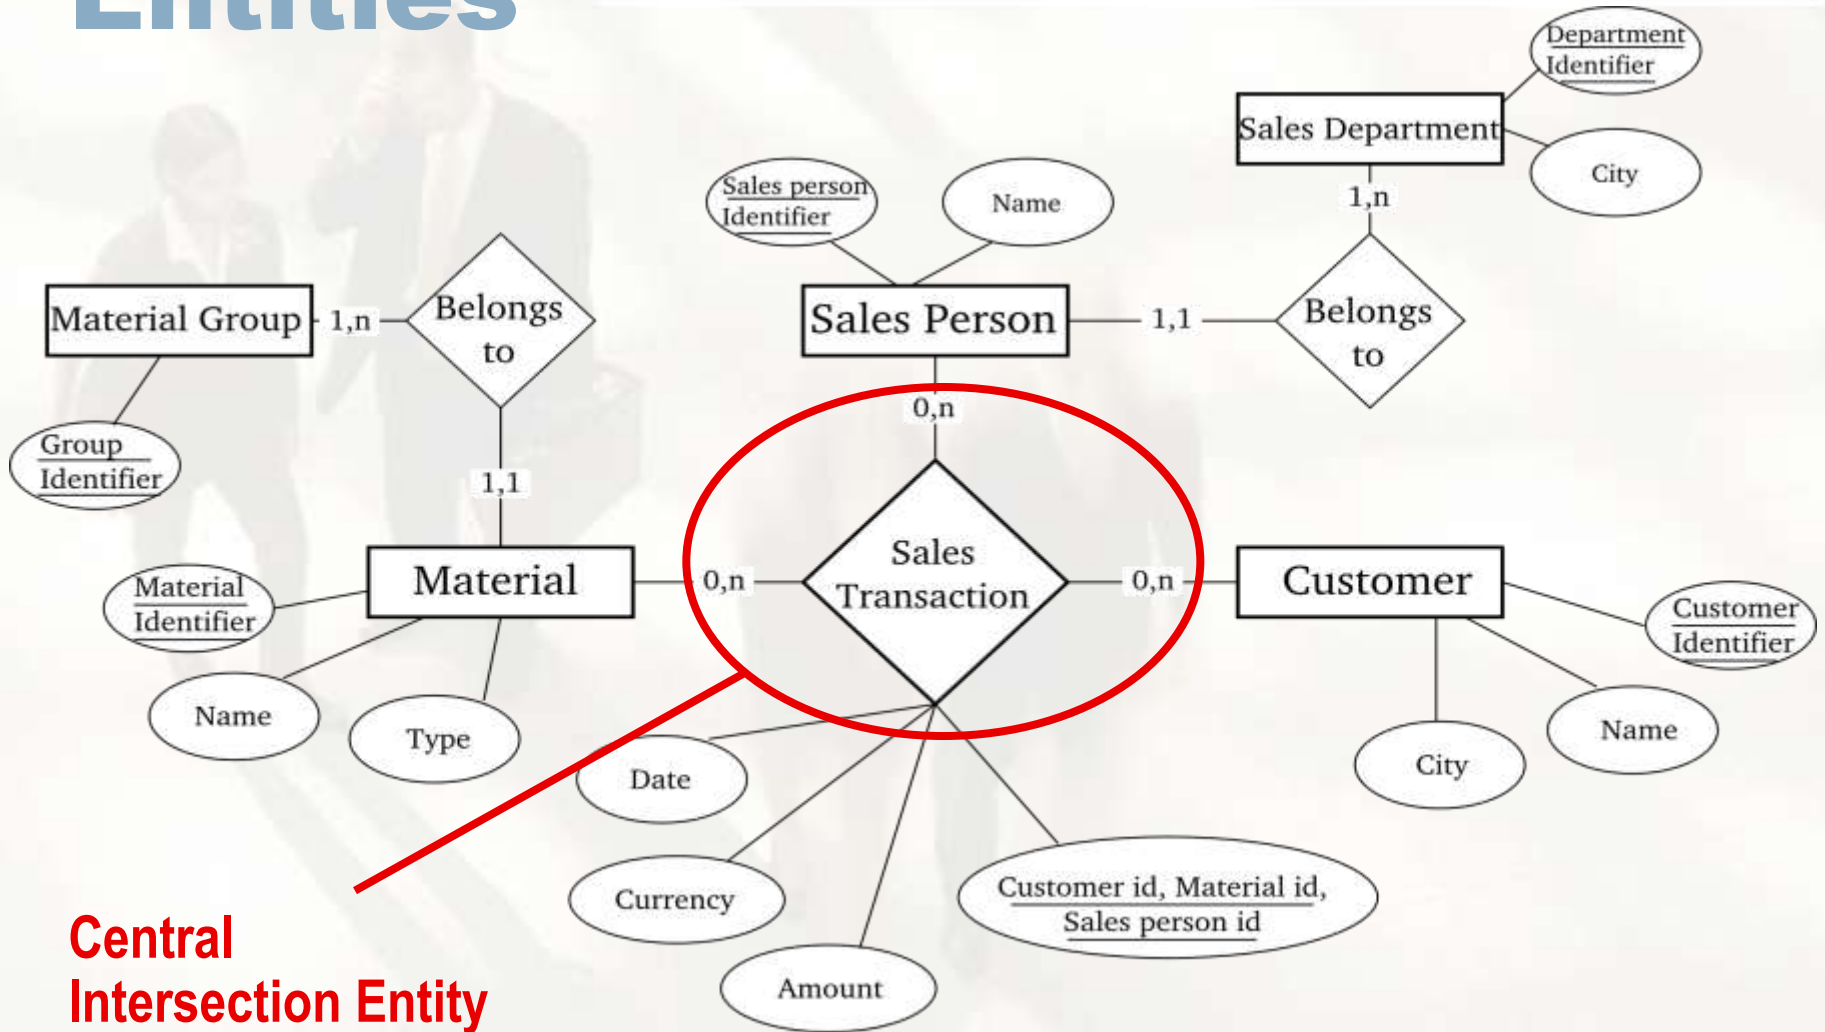 Entities
Department
Identifier
Sales Department
City
1,n
Sales person
Identifier
Name
Material Group
1,n
Belongs
to
Sales Person
1,1
Belongs
to
0,n
Group
Identifier
1,1
Material
0,n
Sales
Transaction
0,n
Customer
Material
Identifier
Name
Type
Customer
Identifier
Name
City
Date
Currency
Amount
Customer id, Material id,
Sales person id
Central
Intersection Entity